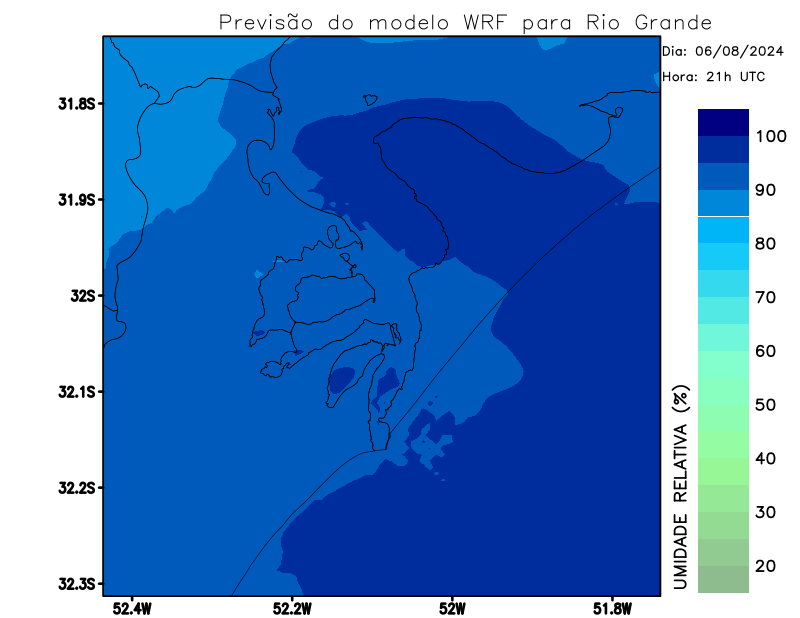 Previsão do modelo WRF para Rio Grande
Dia: 06/08/2024
Hora: 21h UTC
31.8S
31.9S
32S
32.1S
32.2S
32.3S
52.4W
52.2W
52W
51.8W
100
90
80
70
60
50
40
30
20
UMIDADE RELATIVA (%)